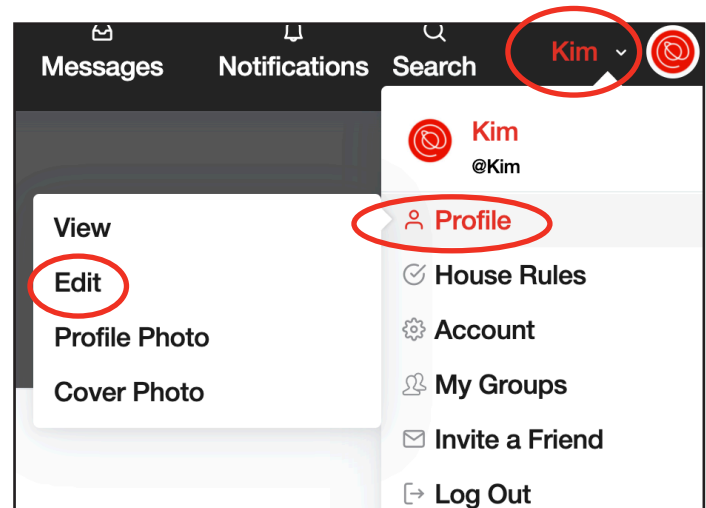 Messages Notifications Search Kim
Kim
@Kim
Profile
House Rules
Account
My Groups
Invite a Friend
Log Out
View
Edit
Profile Photo
Cover Photo